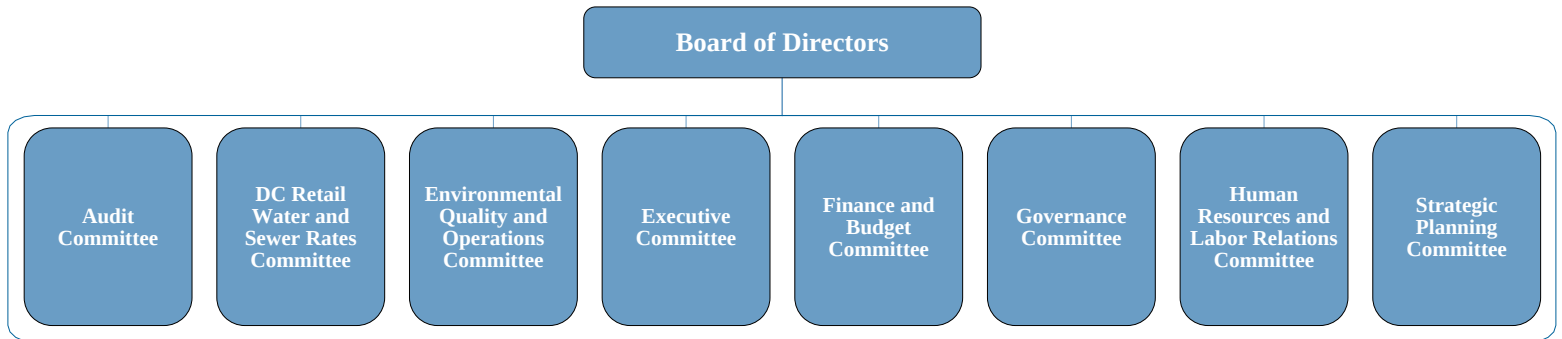 Board of Directors
Audit
Committee
DC Retail
Water and
Sewer Rates
Committee
Environmental
Quality and
Operations
Committee
Executive
Committee
Finance and
Budget
Committee
Governance
Committee
Human
Resources and
Labor Relations
Committee
Strategic
Planning
Committee